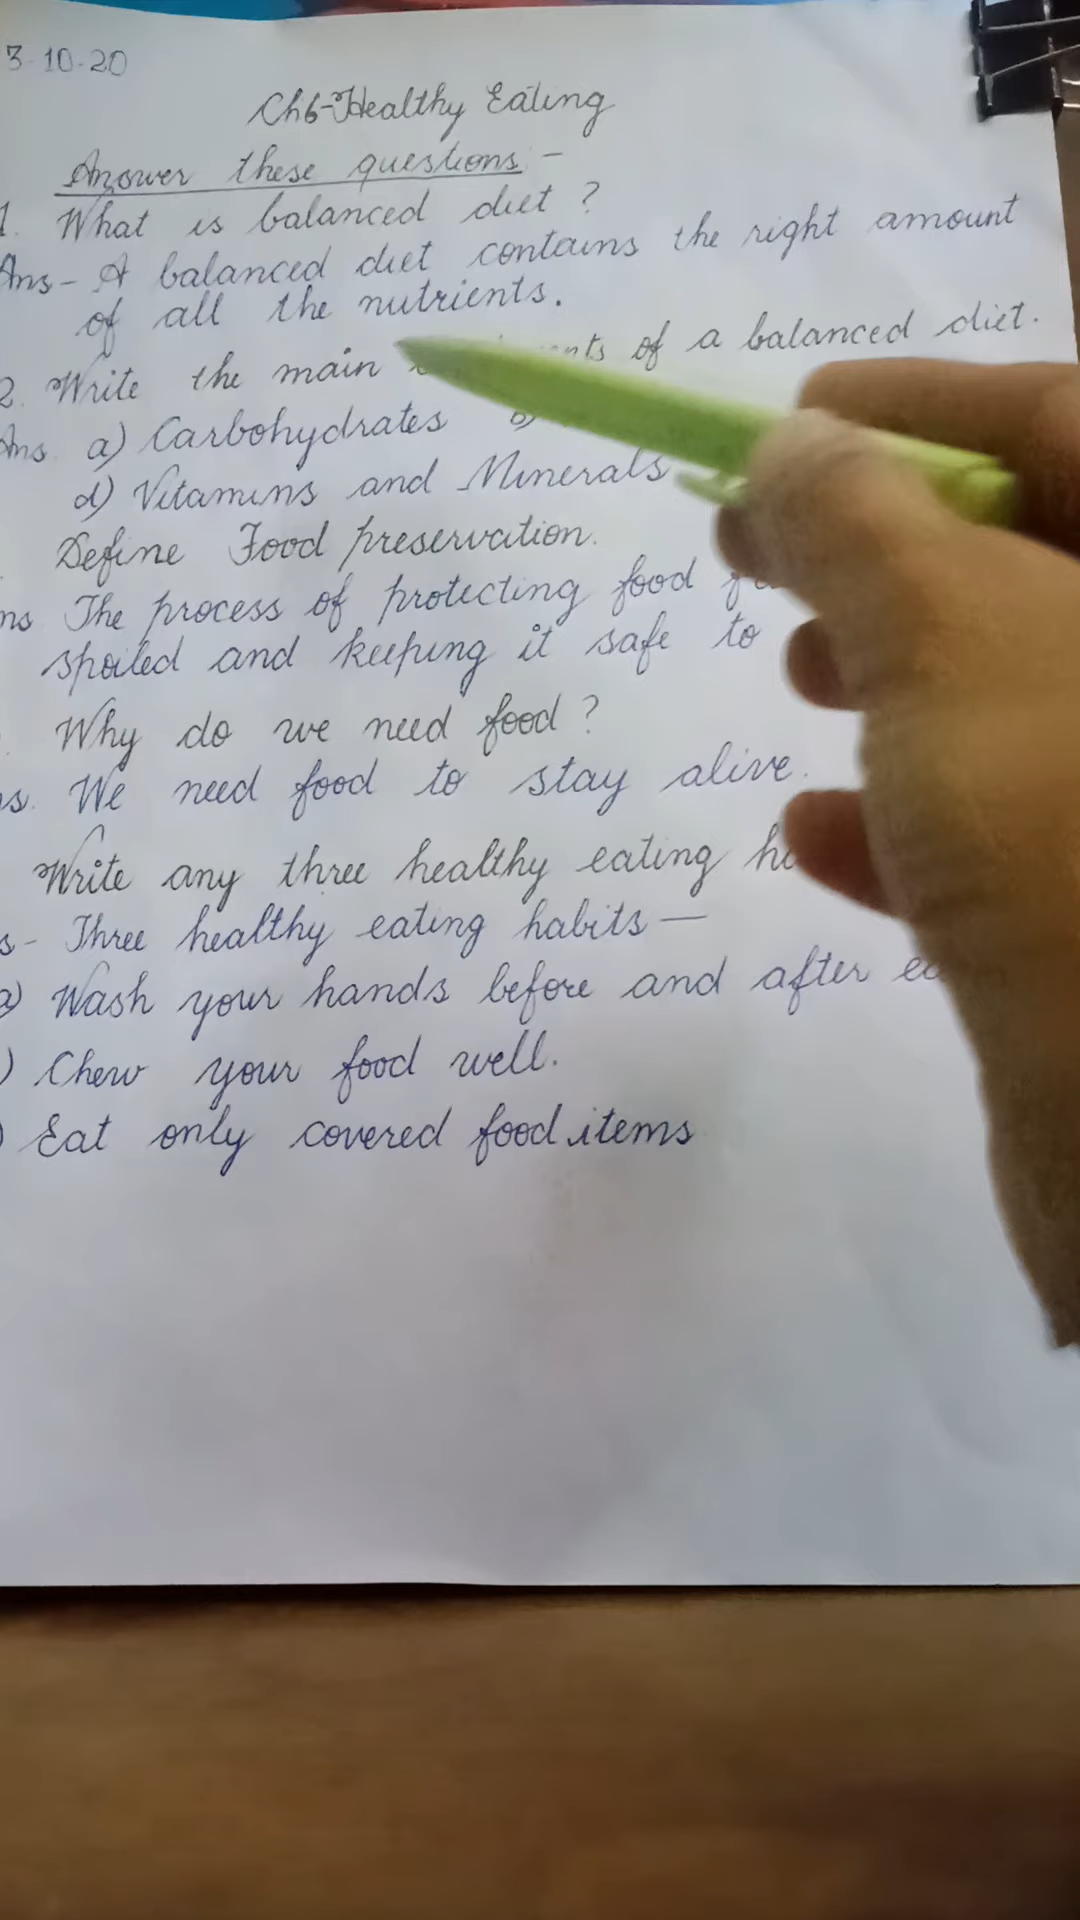 3-10-20
Ch6-Healthy Eating
Answer these questions:-
1. What is balanced diet?
Ans- A balanced diet contains the right amount
of all the nutrients.
2. Write the main of a balanced diet.
Ans. a) Carbohydrates b)
d) Vitamins and Minerals
Define Food preservation.
The process of protecting food
spoiled and keeping it safe to
Why do we need food?
We need food to stay alive.
Write any three healthy eating
Three healthy eating habits-
a) Wash your hands before and after
) Chew your food well.
) Eat only covered food items